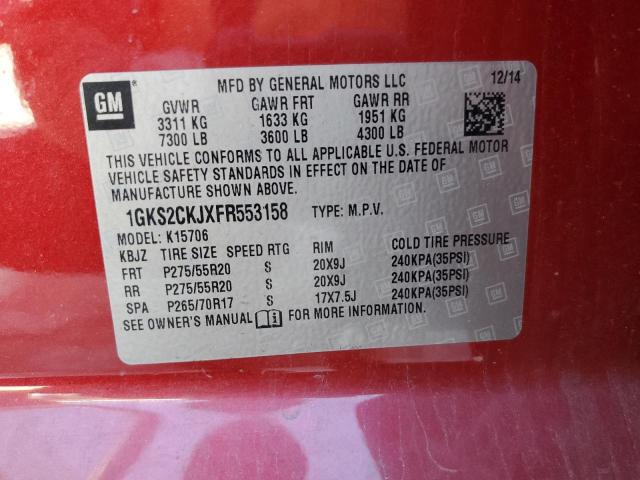 GM
MFD BY GENERAL MOTORS LLC 12/14
GVWR GAWR FRT GAWR RR
3311 KG 1633 KG 1951 KG
7300 LB 3600 LB 4300 LB
THIS VEHICLE CONFORMS TO ALL APPLICABLE U.S. FEDERAL MOTOR
VEHICLE SAFETY STANDARDS IN EFFECT ON THE DATE OF
MANUFACTURE SHOWN ABOVE.
1GKS2CKJXFR553158 TYPE: M.P.V.
MODEL: K15706
KBJZ TIRE SIZE SPEED RTG RIM COLD TIRE PRESSURE
FRT P275/55R20 S 20X9J 240KPA(35PSI)
RR P275/55R20 S 20X9J 240KPA(35PSI)
SPA P265/70R17 S 17X7.5J 240KPA(35PSI)
SEE OWNER'S MANUAL FOR MORE INFORMATION.